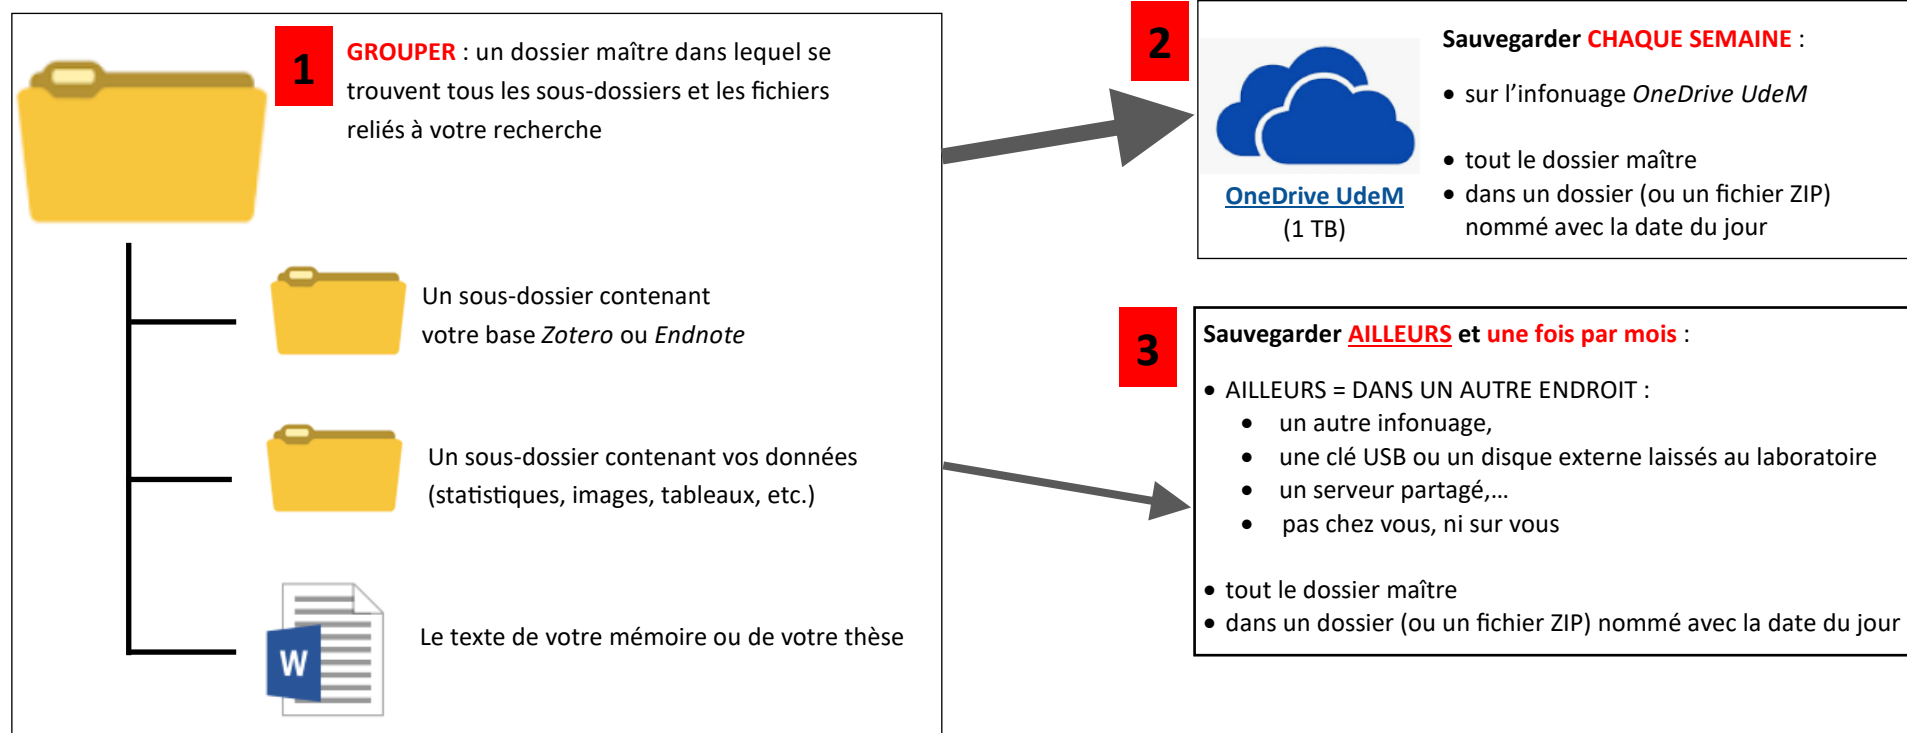 1
GROUPER : un dossier maître dans lequel se
trouvent tous les sous-dossiers et les fichiers
reliés à votre recherche
Un sous-dossier contenant
votre base Zotero ou Endnote
Un sous-dossier contenant vos données
(statistiques, images, tableaux, etc.)
W
Le texte de votre mémoire ou de votre thèse
2
OneDrive UdeM
(1 TB)
Sauvegarder CHAQUE SEMAINE :
• sur l’infonuage OneDrive UdeM
• tout le dossier maître
• dans un dossier (ou un fichier ZIP)
nommé avec la date du jour
3
Sauvegarder AILLEURS et une fois par mois :
• AILLEURS = DANS UN AUTRE ENDROIT :
• un autre infonuage,
• une clé USB ou un disque externe laissés au laboratoire
• un serveur partagé,…
• pas chez vous, ni sur vous
• tout le dossier maître
• dans un dossier (ou un fichier ZIP) nommé avec la date du jour